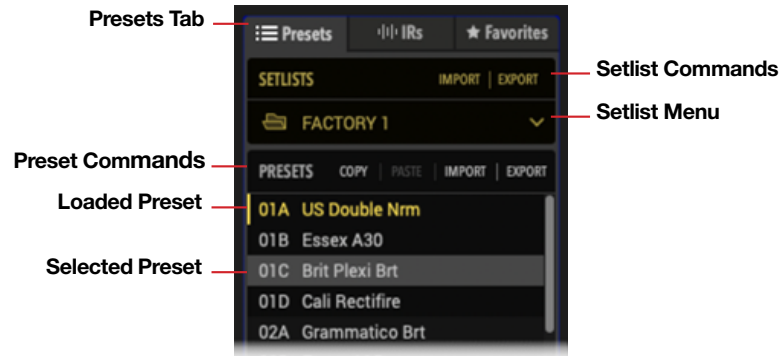 Presets Tab
Presets IRs Favorites
SETLISTS IMPORT | EXPORT
Setlist Commands
FACTORY 1
Setlist Menu
Preset Commands
PRESETS COPY | PASTE | IMPORT | EXPORT
Loaded Preset
01A US Double Nrm
01B Essex A30
Selected Preset
01C Brit Plexi Brt
01D Cali Rectifire
02A Grammatico Brt